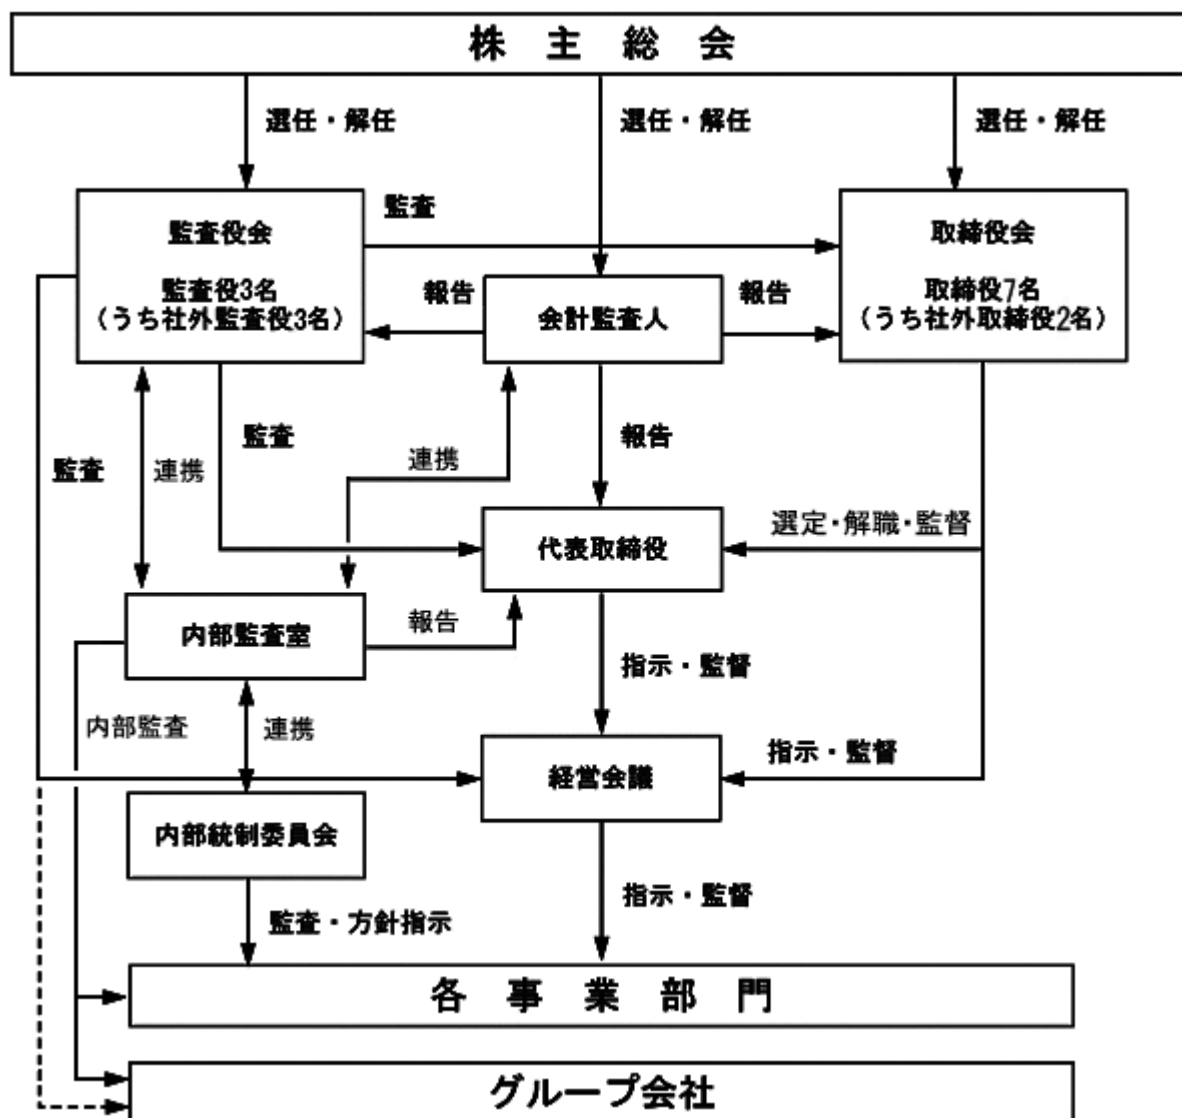 株主総会
選任・解任
選任・解任
選任・解任
監査役会
監査役3名
（うち社外監査役3名）
監査
取締役会
取締役7名
（うち社外取締役2名）
報告
会計監査人
報告
監査
連携
監査
連携
報告
選定・解職・監督
代表取締役
内部監査室
報告
指示・監督
内部監査
連携
経営会議
指示・監督
内部統制委員会
監査・方針指示
指示・監督
各事業部門
グループ会社